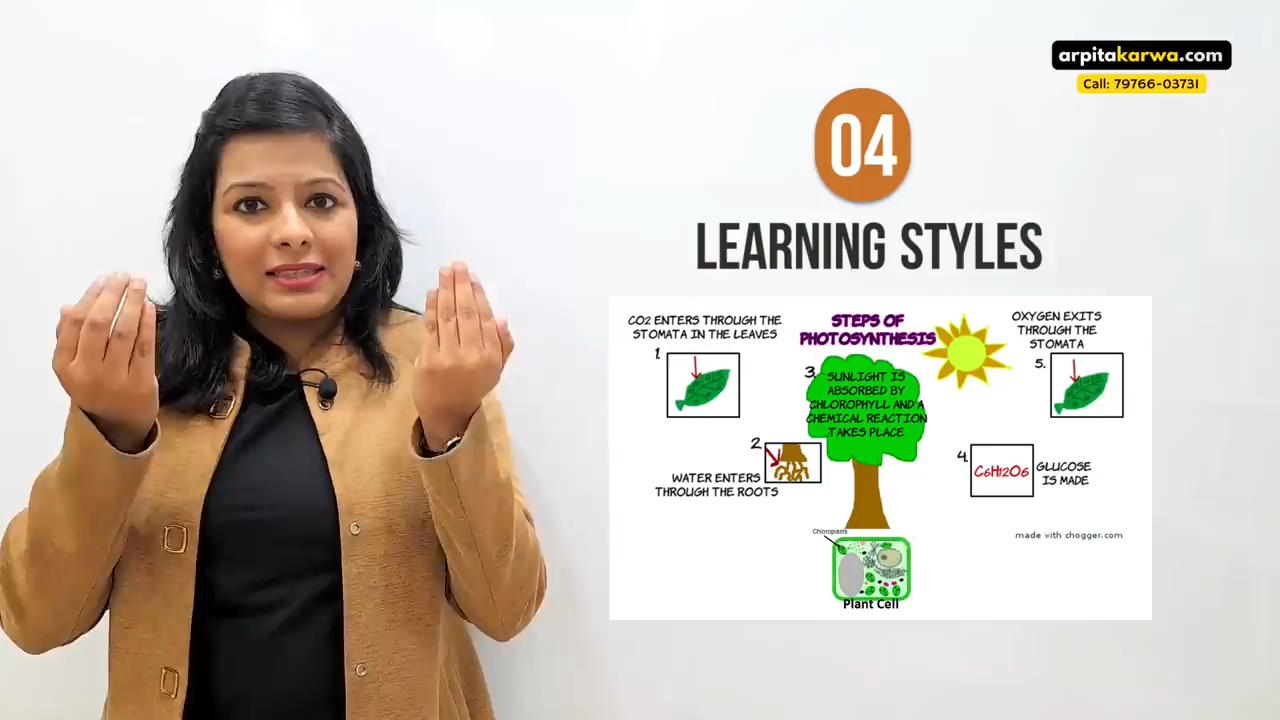 arpitakarwa.com
Call: 79766-03731
04
LEARNING STYLES
STEPS OF
PHOTOSYNTHESIS
CO2 ENTERS THROUGH THE
STOMATA IN THE LEAVES
1.
2.
WATER ENTERS
THROUGH THE ROOTS
3.
SUNLIGHT IS
ABSORBED BY
CHLOROPHYLL AND A
CHEMICAL REACTION
TAKES PLACE
4.
C6H12O6
GLUCOSE
IS MADE
OXYGEN EXITS
THROUGH THE
STOMATA
5.
made with chogger.com
Chloroplasts
Plant Cell